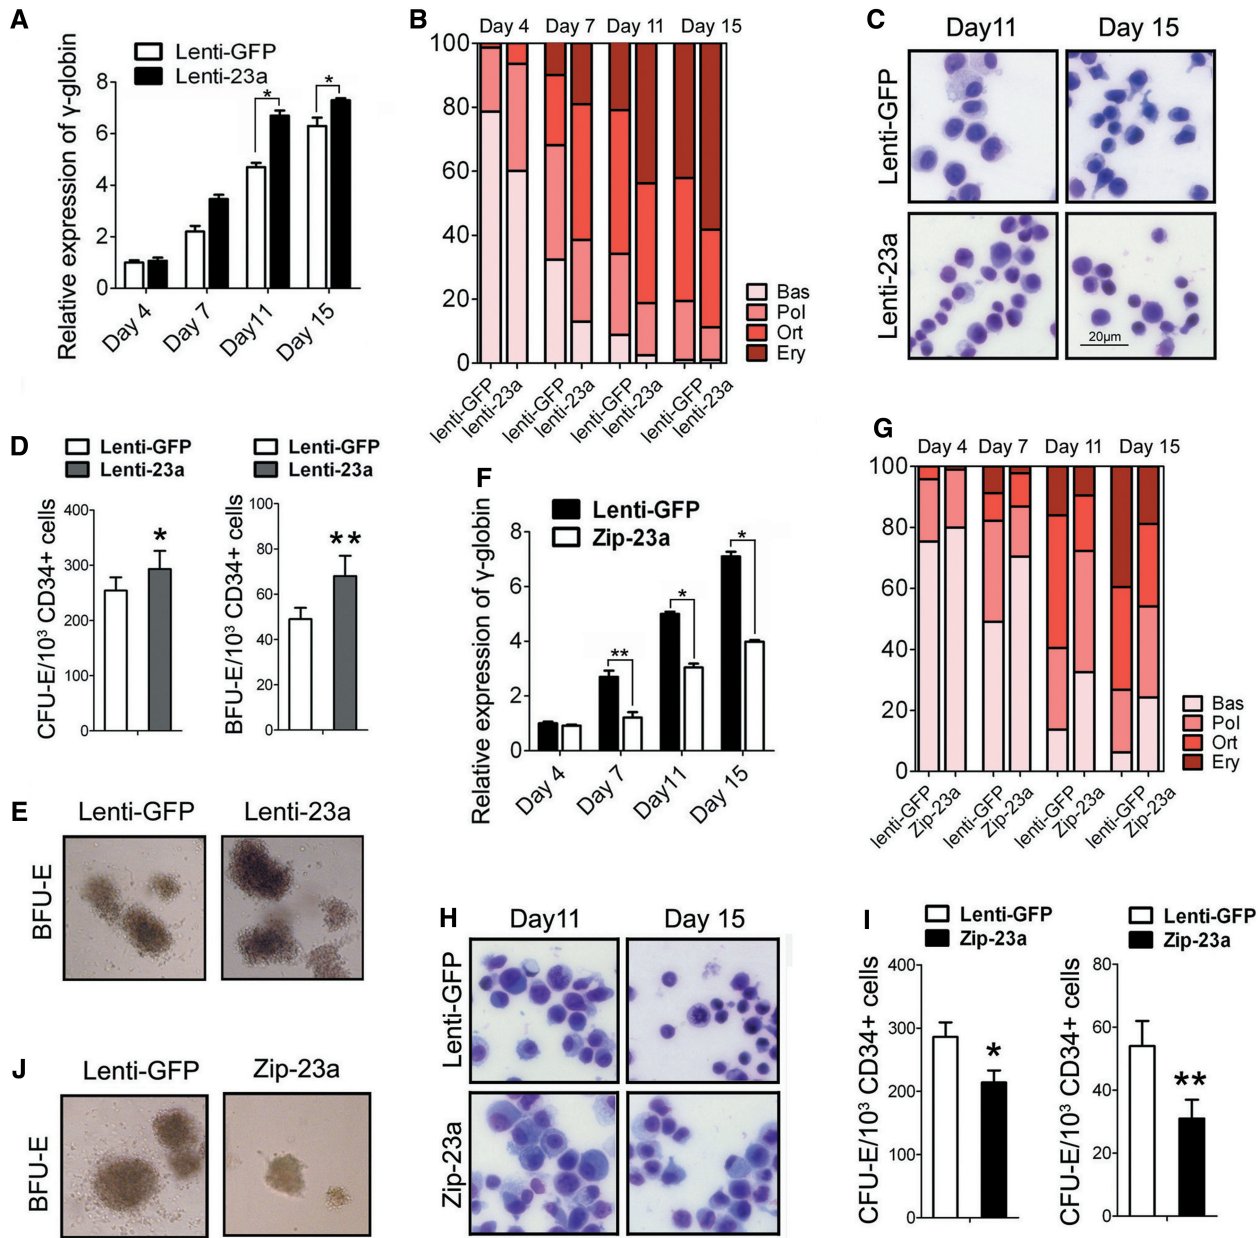 A
Lenti-GFP
Lenti-23a
Relative expression of γ-globin
8
6
4
2
0
*
*
Day 4
Day 7
Day11
Day 15
B
Day 4 Day 7 Day 11 Day 15
100
80
60
40
20
0
Bas
Pol
Ort
Ery
lenti-GFP
lenti-23a
lenti-GFP
lenti-23a
lenti-GFP
lenti-23a
lenti-GFP
lenti-23a
C
Day11 Day 15
Lenti-GFP
Lenti-23a
20μm
D
Lenti-GFP
Lenti-23a
CFU-E/10³ CD34+ cells
400
300
200
100
0
*
Lenti-GFP
Lenti-23a
BFU-E/10³ CD34+ cells
100
80
60
40
20
0
**
E
Lenti-GFP Lenti-23a
BFU-E
F
Lenti-GFP
Zip-23a
Relative expression of γ-globin
8
6
4
2
0
**
*
*
Day 4
Day 7
Day11
Day 15
G
Day 4 Day 7 Day 11 Day 15
100
80
60
40
20
0
Bas
Pol
Ort
Ery
lenti-GFP
Zip-23a
lenti-GFP
Zip-23a
lenti-GFP
Zip-23a
lenti-GFP
Zip-23a
H
Day11 Day 15
Lenti-GFP
Zip-23a
I
Lenti-GFP
Zip-23a
CFU-E/10³ CD34+ cells
400
300
200
100
0
*
Lenti-GFP
Zip-23a
CFU-E/10³ CD34+ cells
80
60
40
20
0
**
J
Lenti-GFP Zip-23a
BFU-E